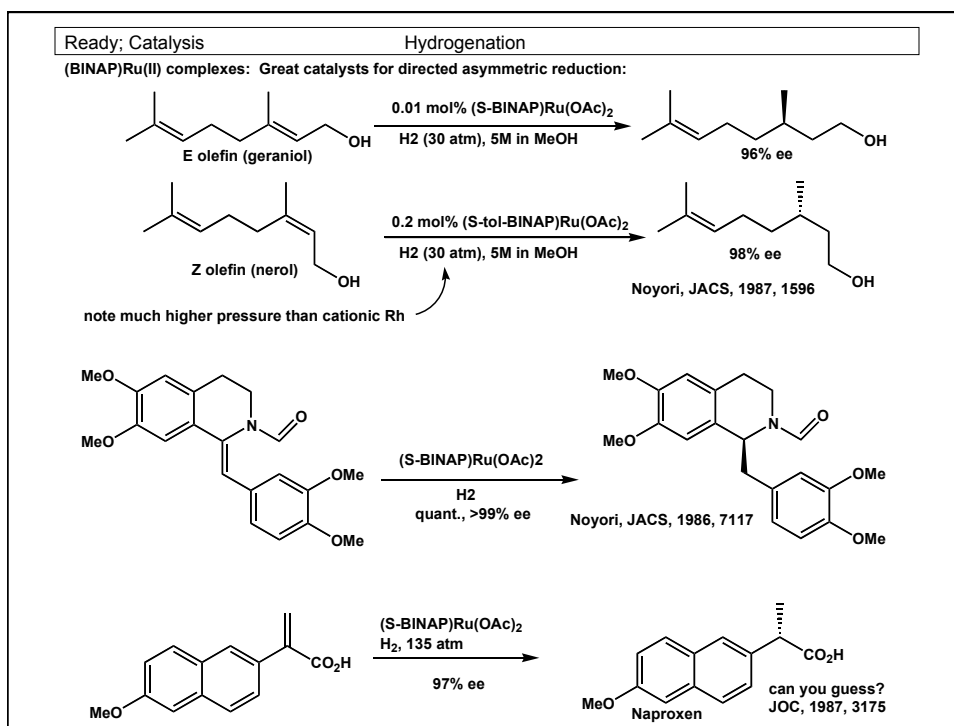 Ready; Catalysis Hydrogenation
(BINAP)Ru(II) complexes: Great catalysts for directed asymmetric reduction:
0.01 mol% (S-BINAP)Ru(OAc)2
OH
E olefin (geraniol)
H2 (30 atm), 5M in MeOH
96% ee
OH
0.2 mol% (S-tol-BINAP)Ru(OAc)2
H2 (30 atm), 5M in MeOH
Z olefin (nerol)
OH
98% ee
OH
Noyori, JACS, 1987, 1596
note much higher pressure than cationic Rh
MeO
MeO
N
O
OMe
OMe
(S-BINAP)Ru(OAc)2
H2
quant., >99% ee
MeO
MeO
N
O
OMe
OMe
Noyori, JACS, 1986, 7117
CO2H
MeO
(S-BINAP)Ru(OAc)2
H2, 135 atm
97% ee
CO2H
MeO
Naproxen
can you guess?
JOC, 1987, 3175